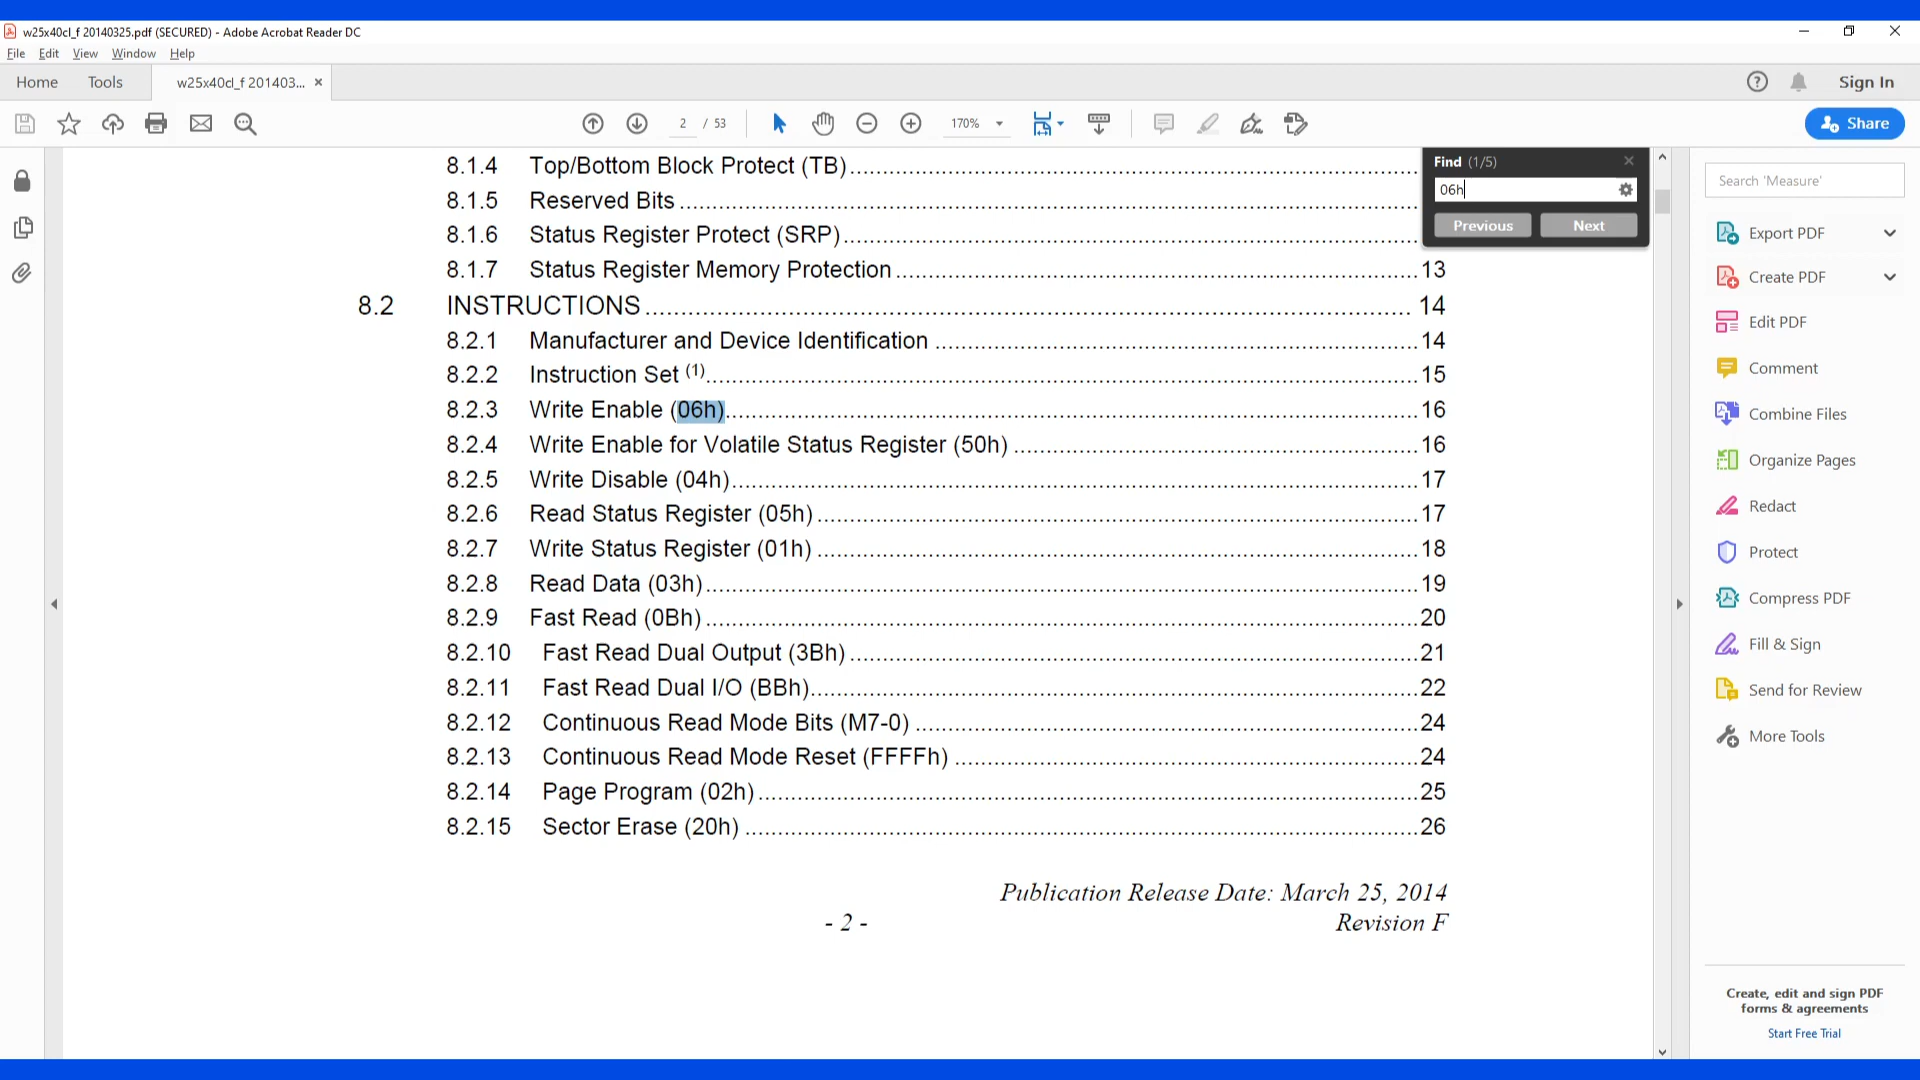 w25x40cl_f 20140325.pdf (SECURED) - Adobe Acrobat Reader DC
File Edit View Window Help
Home Tools w25x40cl_f 201403... × Sign In
2 / 53 170% Share
Find (1/5)
06h
Previous Next
8.1.4 Top/Bottom Block Protect (TB)
8.1.5 Reserved Bits
8.1.6 Status Register Protect (SRP)
8.1.7 Status Register Memory Protection 13
8.2 INSTRUCTIONS 14
8.2.1 Manufacturer and Device Identification 14
8.2.2 Instruction Set (1) 15
8.2.3 Write Enable (06h) 16
8.2.4 Write Enable for Volatile Status Register (50h) 16
8.2.5 Write Disable (04h) 17
8.2.6 Read Status Register (05h) 17
8.2.7 Write Status Register (01h) 18
8.2.8 Read Data (03h) 19
8.2.9 Fast Read (0Bh) 20
8.2.10 Fast Read Dual Output (3Bh) 21
8.2.11 Fast Read Dual I/O (BBh) 22
8.2.12 Continuous Read Mode Bits (M7-0) 24
8.2.13 Continuous Read Mode Reset (FFFFh) 24
8.2.14 Page Program (02h) 25
8.2.15 Sector Erase (20h) 26
Publication Release Date: March 25, 2014
- 2 - Revision F
Search 'Measure'
Export PDF
Create PDF
Edit PDF
Comment
Combine Files
Organize Pages
Redact
Protect
Compress PDF
Fill & Sign
Send for Review
More Tools
Create, edit and sign PDF
forms & agreements
Start Free Trial